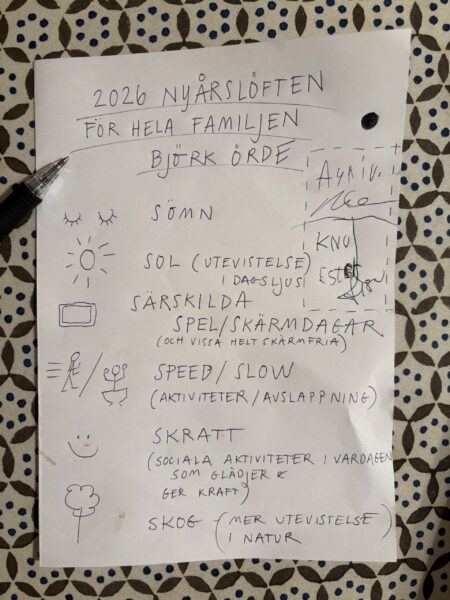 2026 NYÅRSLÖFTEN
FÖR HELA FAMILJEN
BJÖRK ÖRDE
SÖMN
SOL (UTEVISTELSE
I DAGSLJUS)
SÄRSKILDA
SPEL/SKÄRMDAGAR
(OCH VISSA HELT SKÄRMFRIA)
SPEED/SLOW
(AKTIVITETER/AVSLAPPNING)
SKRATT
(SOCIALA AKTIVITETER I VARDAGEN
SOM GLÄDJER &
GER KRAFT)
SKOG (MER UTEVISTELSE
I NATUR)